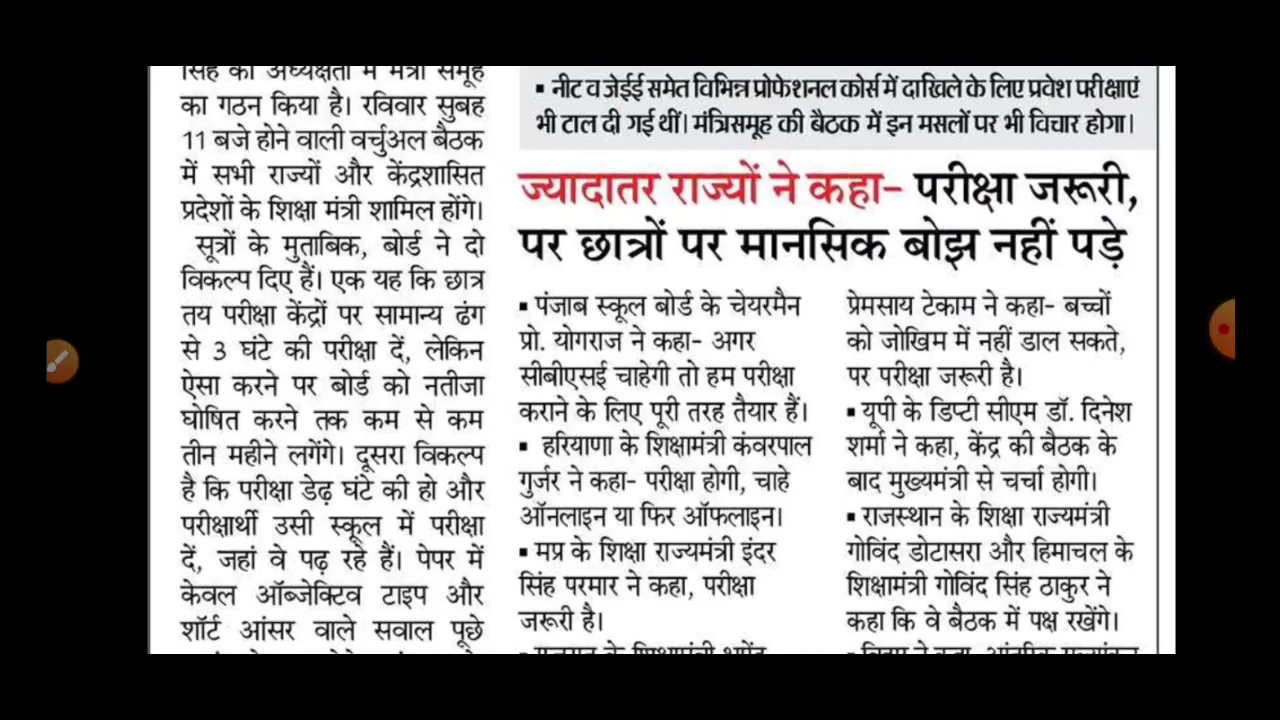 सिंह की अध्यक्षता में मंत्री समूह
का गठन किया है। रविवार सुबह
11 बजे होने वाली वर्चुअल बैठक
में सभी राज्यों और केंद्रशासित
प्रदेशों के शिक्षा मंत्री शामिल होंगे।
सूत्रों के मुताबिक, बोर्ड ने दो
विकल्प दिए हैं। एक यह कि छात्र
तय परीक्षा केंद्रों पर सामान्य ढंग
से 3 घंटे की परीक्षा दें, लेकिन
ऐसा करने पर बोर्ड को नतीजा
घोषित करने तक कम से कम
तीन महीने लगेंगे। दूसरा विकल्प
है कि परीक्षा डेढ़ घंटे की हो और
परीक्षार्थी उसी स्कूल में परीक्षा
दें, जहां वे पढ़ रहे हैं। पेपर में
केवल ऑब्जेक्टिव टाइप और
शॉर्ट आंसर वाले सवाल पूछे
▪ नीट व जेईई समेत विभिन्न प्रोफेशनल कोर्स में दाखिले के लिए प्रवेश परीक्षाएं
भी टाल दी गई थीं। मंत्रिसमूह की बैठक में इन मसलों पर भी विचार होगा।
ज्यादातर राज्यों ने कहा- परीक्षा जरूरी,
पर छात्रों पर मानसिक बोझ नहीं पड़े
▪ पंजाब स्कूल बोर्ड के चेयरमैन
प्रो. योगराज ने कहा- अगर
सीबीएसई चाहेगी तो हम परीक्षा
कराने के लिए पूरी तरह तैयार हैं।
▪ हरियाणा के शिक्षामंत्री कंवरपाल
गुर्जर ने कहा- परीक्षा होगी, चाहे
ऑनलाइन या फिर ऑफलाइन।
▪ मप्र के शिक्षा राज्यमंत्री इंदर
सिंह परमार ने कहा, परीक्षा
जरूरी है।
प्रेमसाय टेकाम ने कहा- बच्चों
को जोखिम में नहीं डाल सकते,
पर परीक्षा जरूरी है।
▪ यूपी के डिप्टी सीएम डॉ. दिनेश
शर्मा ने कहा, केंद्र की बैठक के
बाद मुख्यमंत्री से चर्चा होगी।
▪ राजस्थान के शिक्षा राज्यमंत्री
गोविंद डोटासरा और हिमाचल के
शिक्षामंत्री गोविंद सिंह ठाकुर ने
कहा कि वे बैठक में पक्ष रखेंगे।